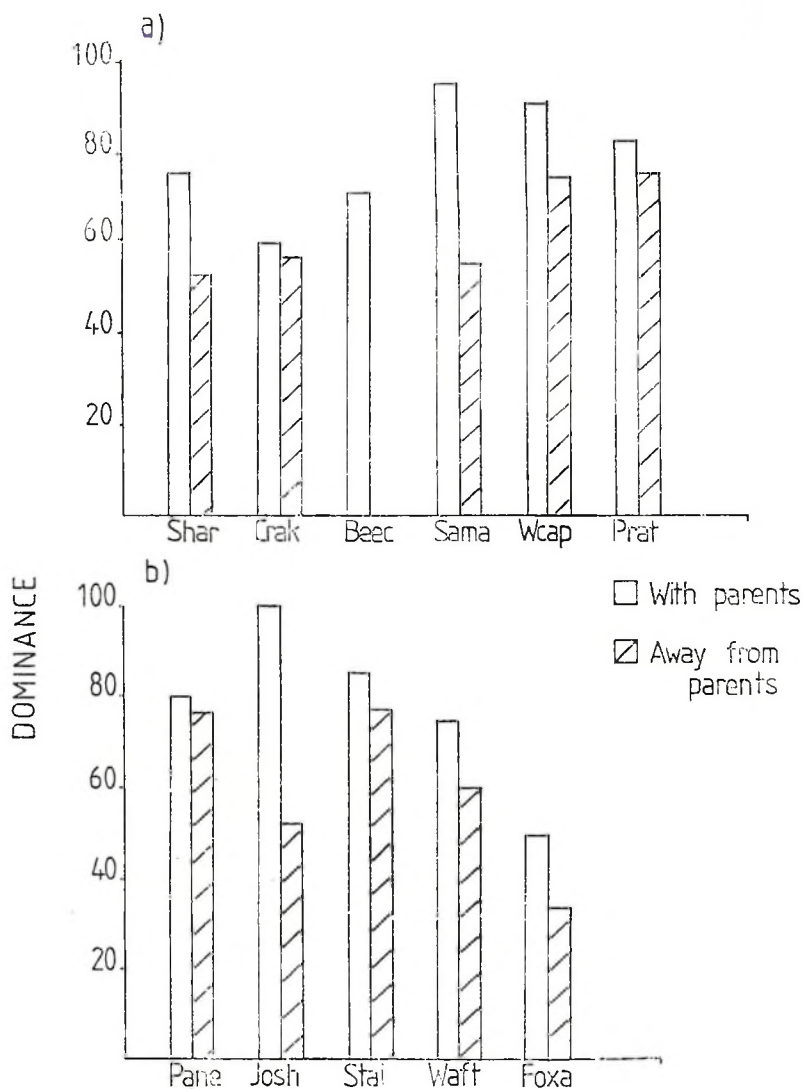 a)
100
80
60
40
20
Shar Crak Beec Sama Wcap Prat
DOMINANCE
b)
100
80
60
40
20
Pane Josh Stal Waft Foxa
With parents
Away from
parents